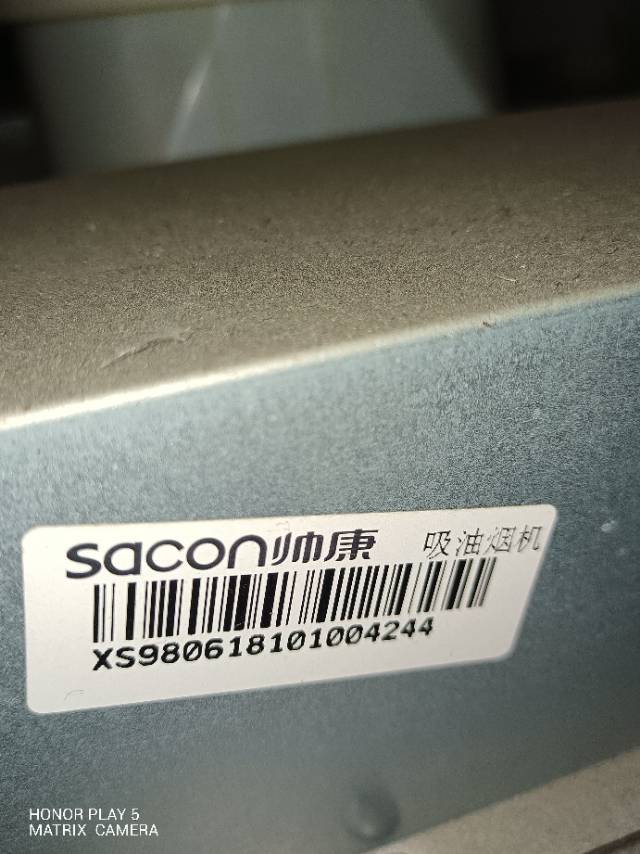 sacon帅康 吸油烟机
XS980618101004244
HONOR PLAY 5
MATRIX CAMERA